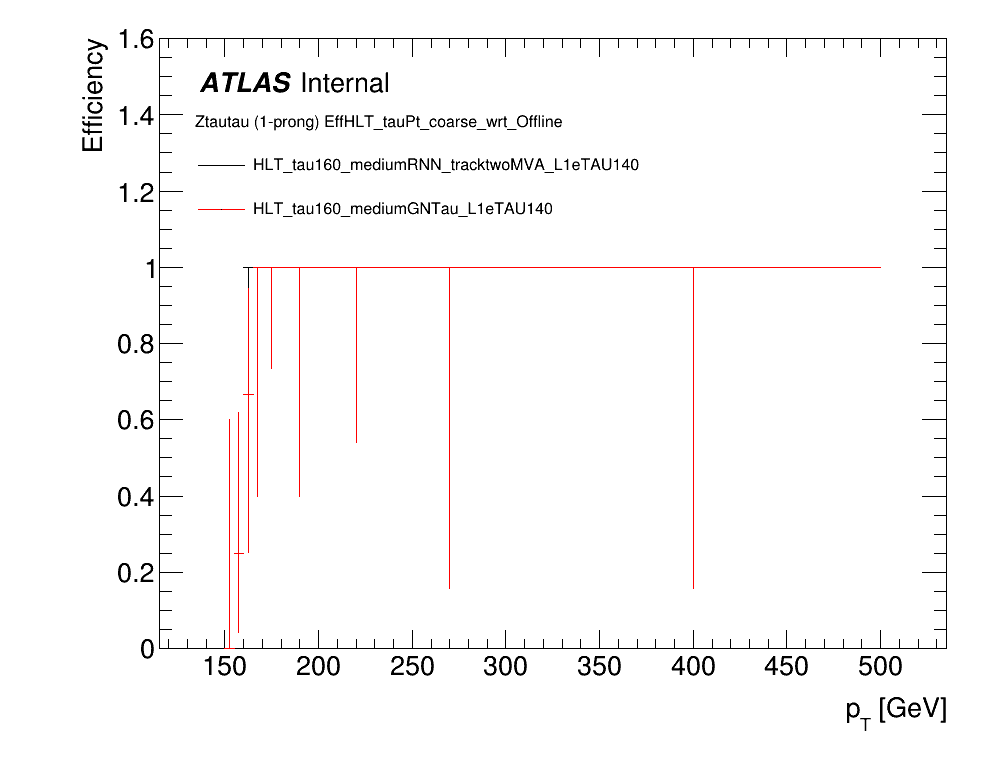 1.6
ATLAS Internal
Ztautau (1-prong) EffHLT_tauPt_coarse_wrt_Offline
HLT_tau160_mediumRNN_tracktwoMVA_L1eTAU140
HLT_tau160_mediumGNTau_L1eTAU140
Efficiency
1.4
1.2
1
0.8
0.6
0.4
0.2
0
150 200 250 300 350 400 450 500
pT [GeV]